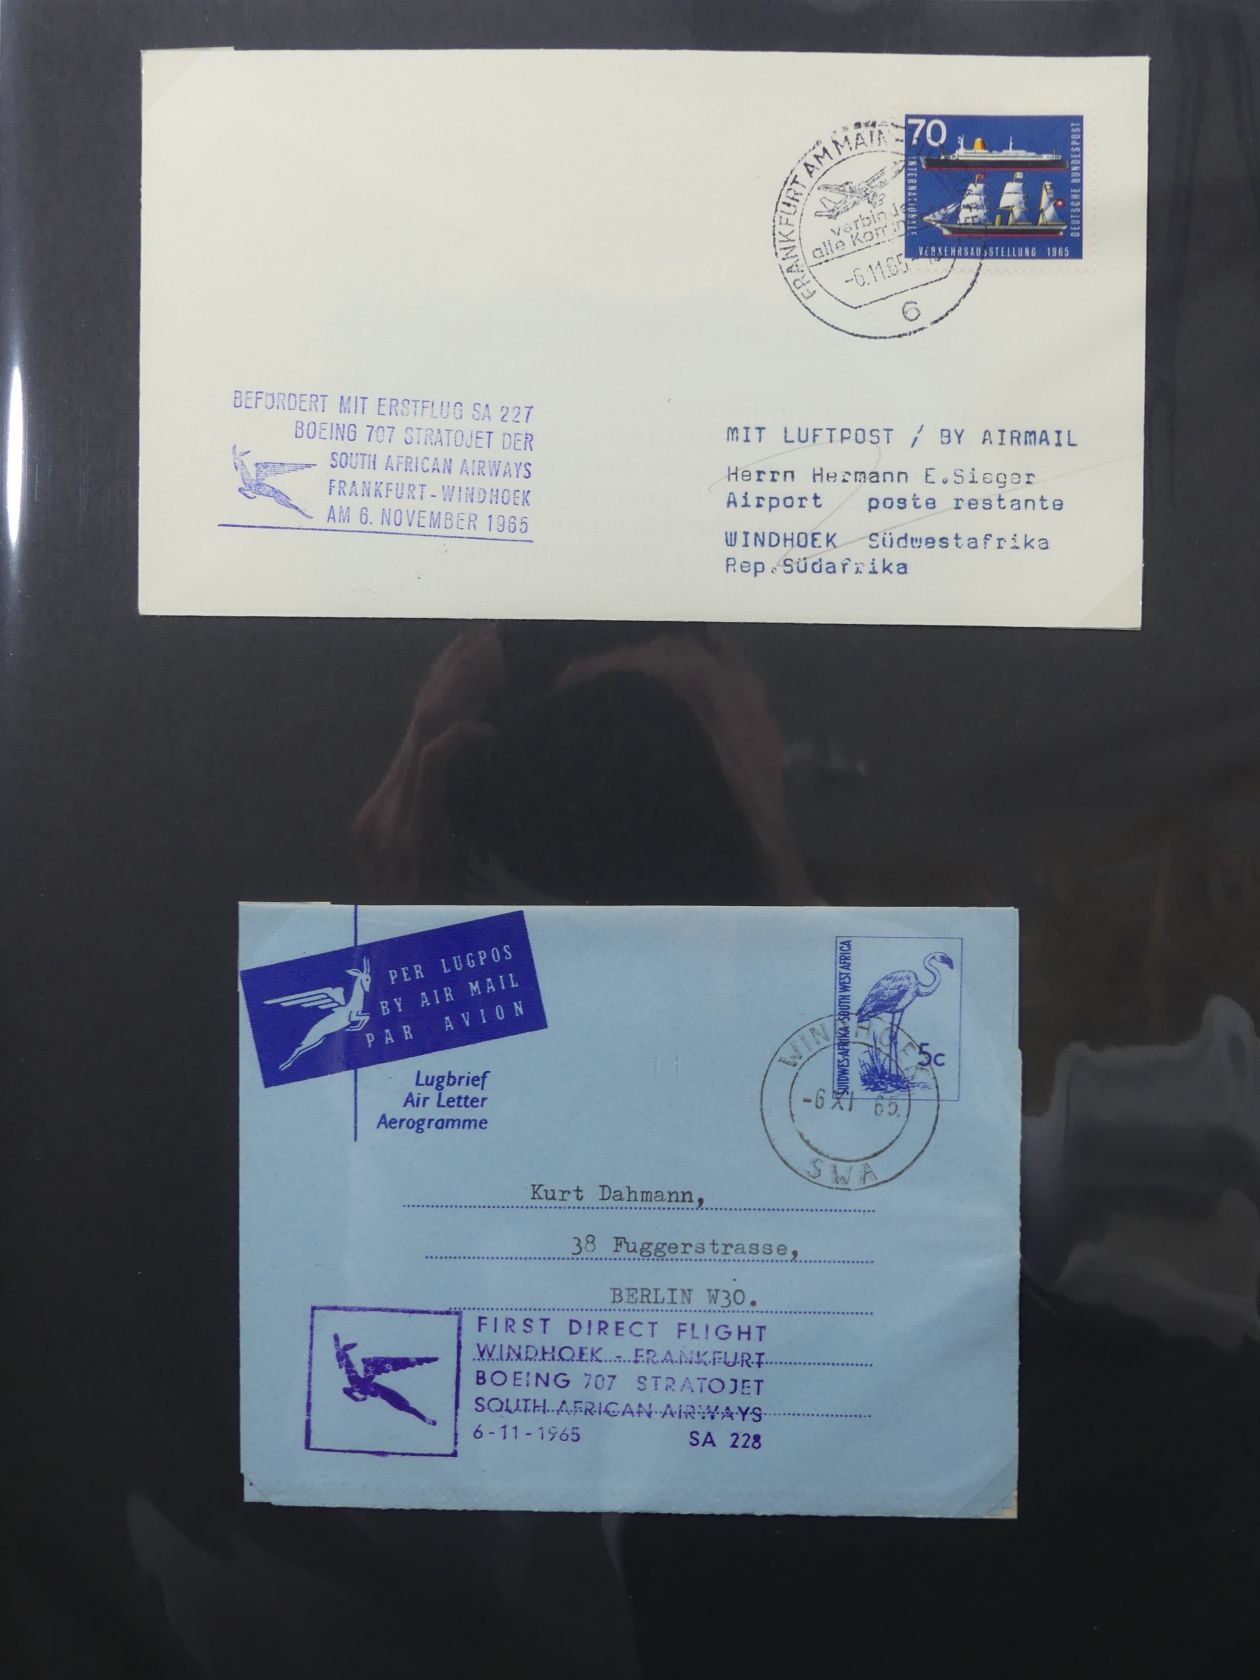 70
INTERNATIONALE
DEUTSCHE BUNDESPOST
VERKEHRSAUSSTELLUNG 1965
FRANKFURT AM MAIN
alle
-6.11.65
6
BEFÖRDERT MIT ERSTFLUG SA 227
BOEING 707 STRATOJET DER
SOUTH AFRICAN AIRWAYS
FRANKFURT-WINDHOEK
AM 6. NOVEMBER 1965
MIT LUFTPOST / BY AIRMAIL
Herrn Hermann E.Sieger
Airport poste restante
WINDHOEK Südwestafrika
Rep.Südafrika
PER LUGPOS
BY AIR MAIL
PAR AVION
Lugbrief
Air Letter
Aerogramme
SUIDWES-AFRIKA·SOUTH WEST AFRICA
5c
WINDHOEK
-6 XI 65
SWA
Kurt Dahmann,
38 Fuggerstrasse,
BERLIN W30.
FIRST DIRECT FLIGHT
WINDHOEK - FRANKFURT
BOEING 707 STRATOJET
SOUTH AFRICAN AIRWAYS
6-11-1965 SA 228